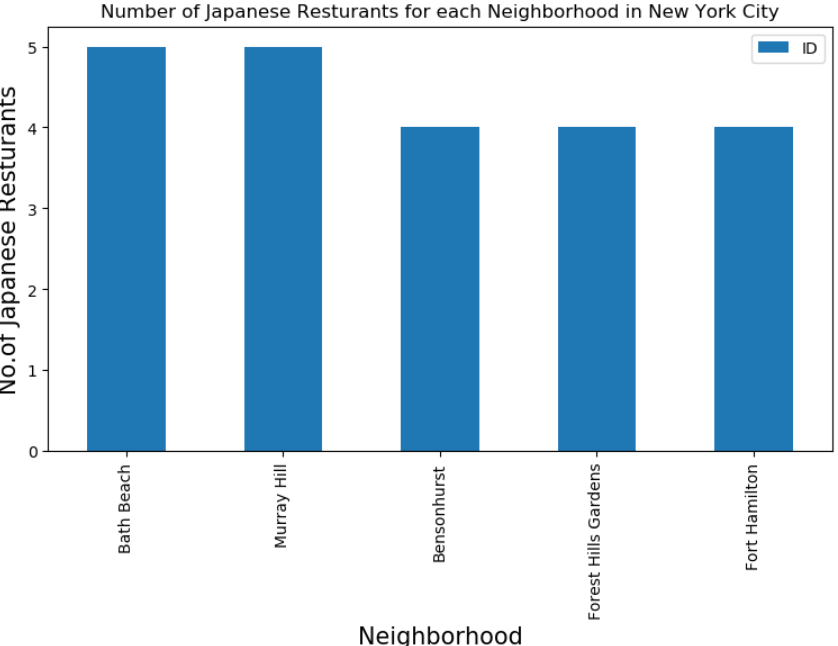 Number of Japanese Resturants for each Neighborhood in New York City
ID
No.of Japanese Resturants
5
4
3
2
1
0
Bath Beach
Murray Hill
Bensonhurst
Forest Hills Gardens
Fort Hamilton
Neighborhood